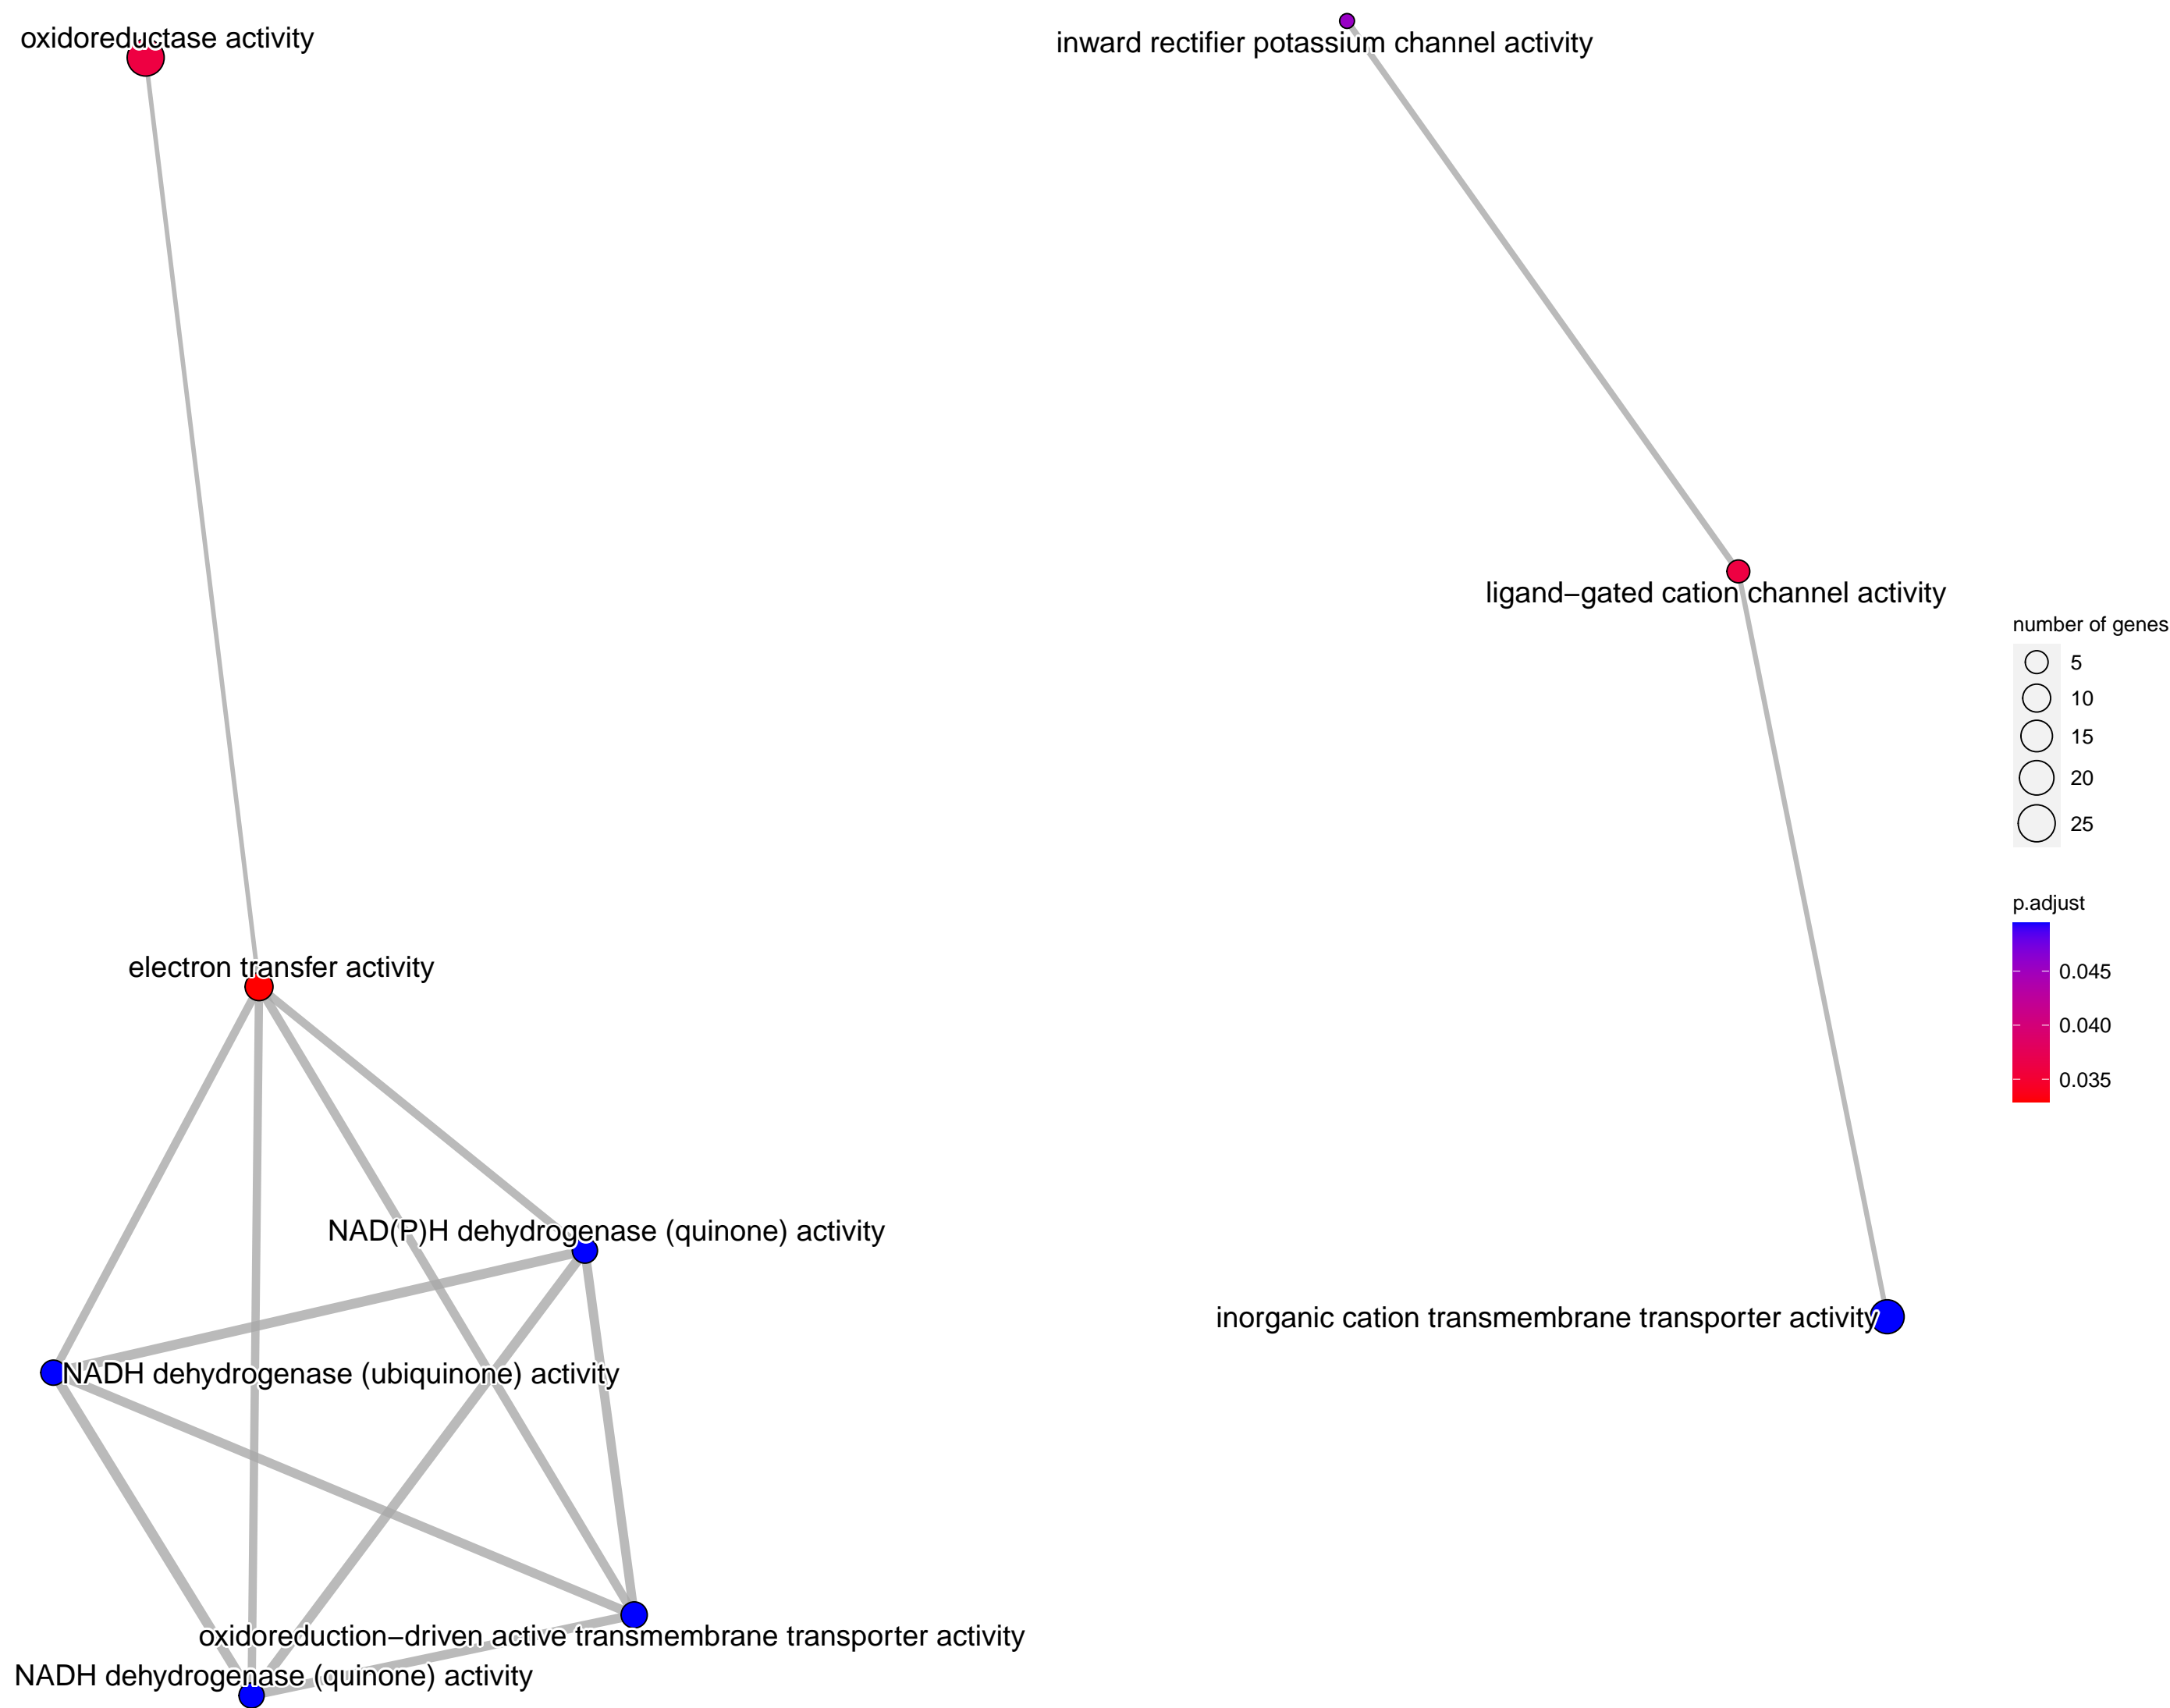 oxidoreductase activity
inward rectifier potassium channel activity
ligand−gated cation channel activity
number of genes
5
10
15
20
25
p.adjust
0.045
0.040
0.035
electron transfer activity
NAD(P)H dehydrogenase (quinone) activity
inorganic cation transmembrane transporter activity
NADH dehydrogenase (ubiquinone) activity
oxidoreduction−driven active transmembrane transporter activity
NADH dehydrogenase (quinone) activity